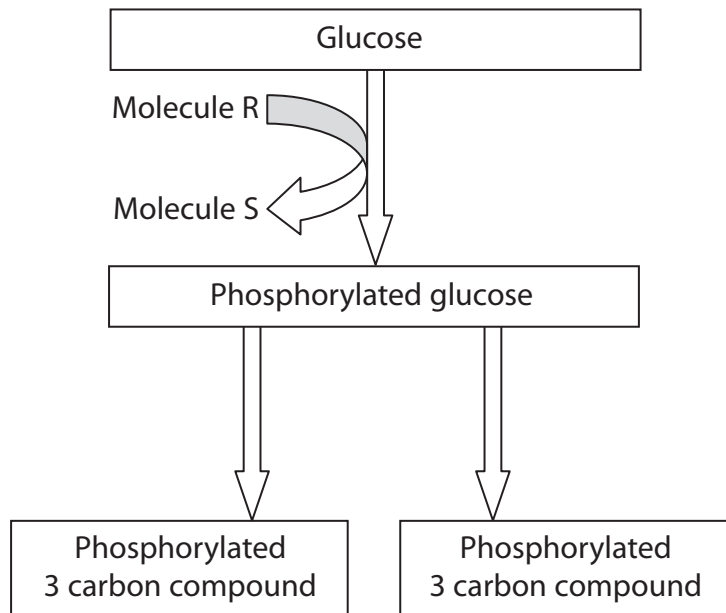 Glucose
Molecule R
Molecule S
Phosphorylated glucose
Phosphorylated
3 carbon compound
Phosphorylated
3 carbon compound